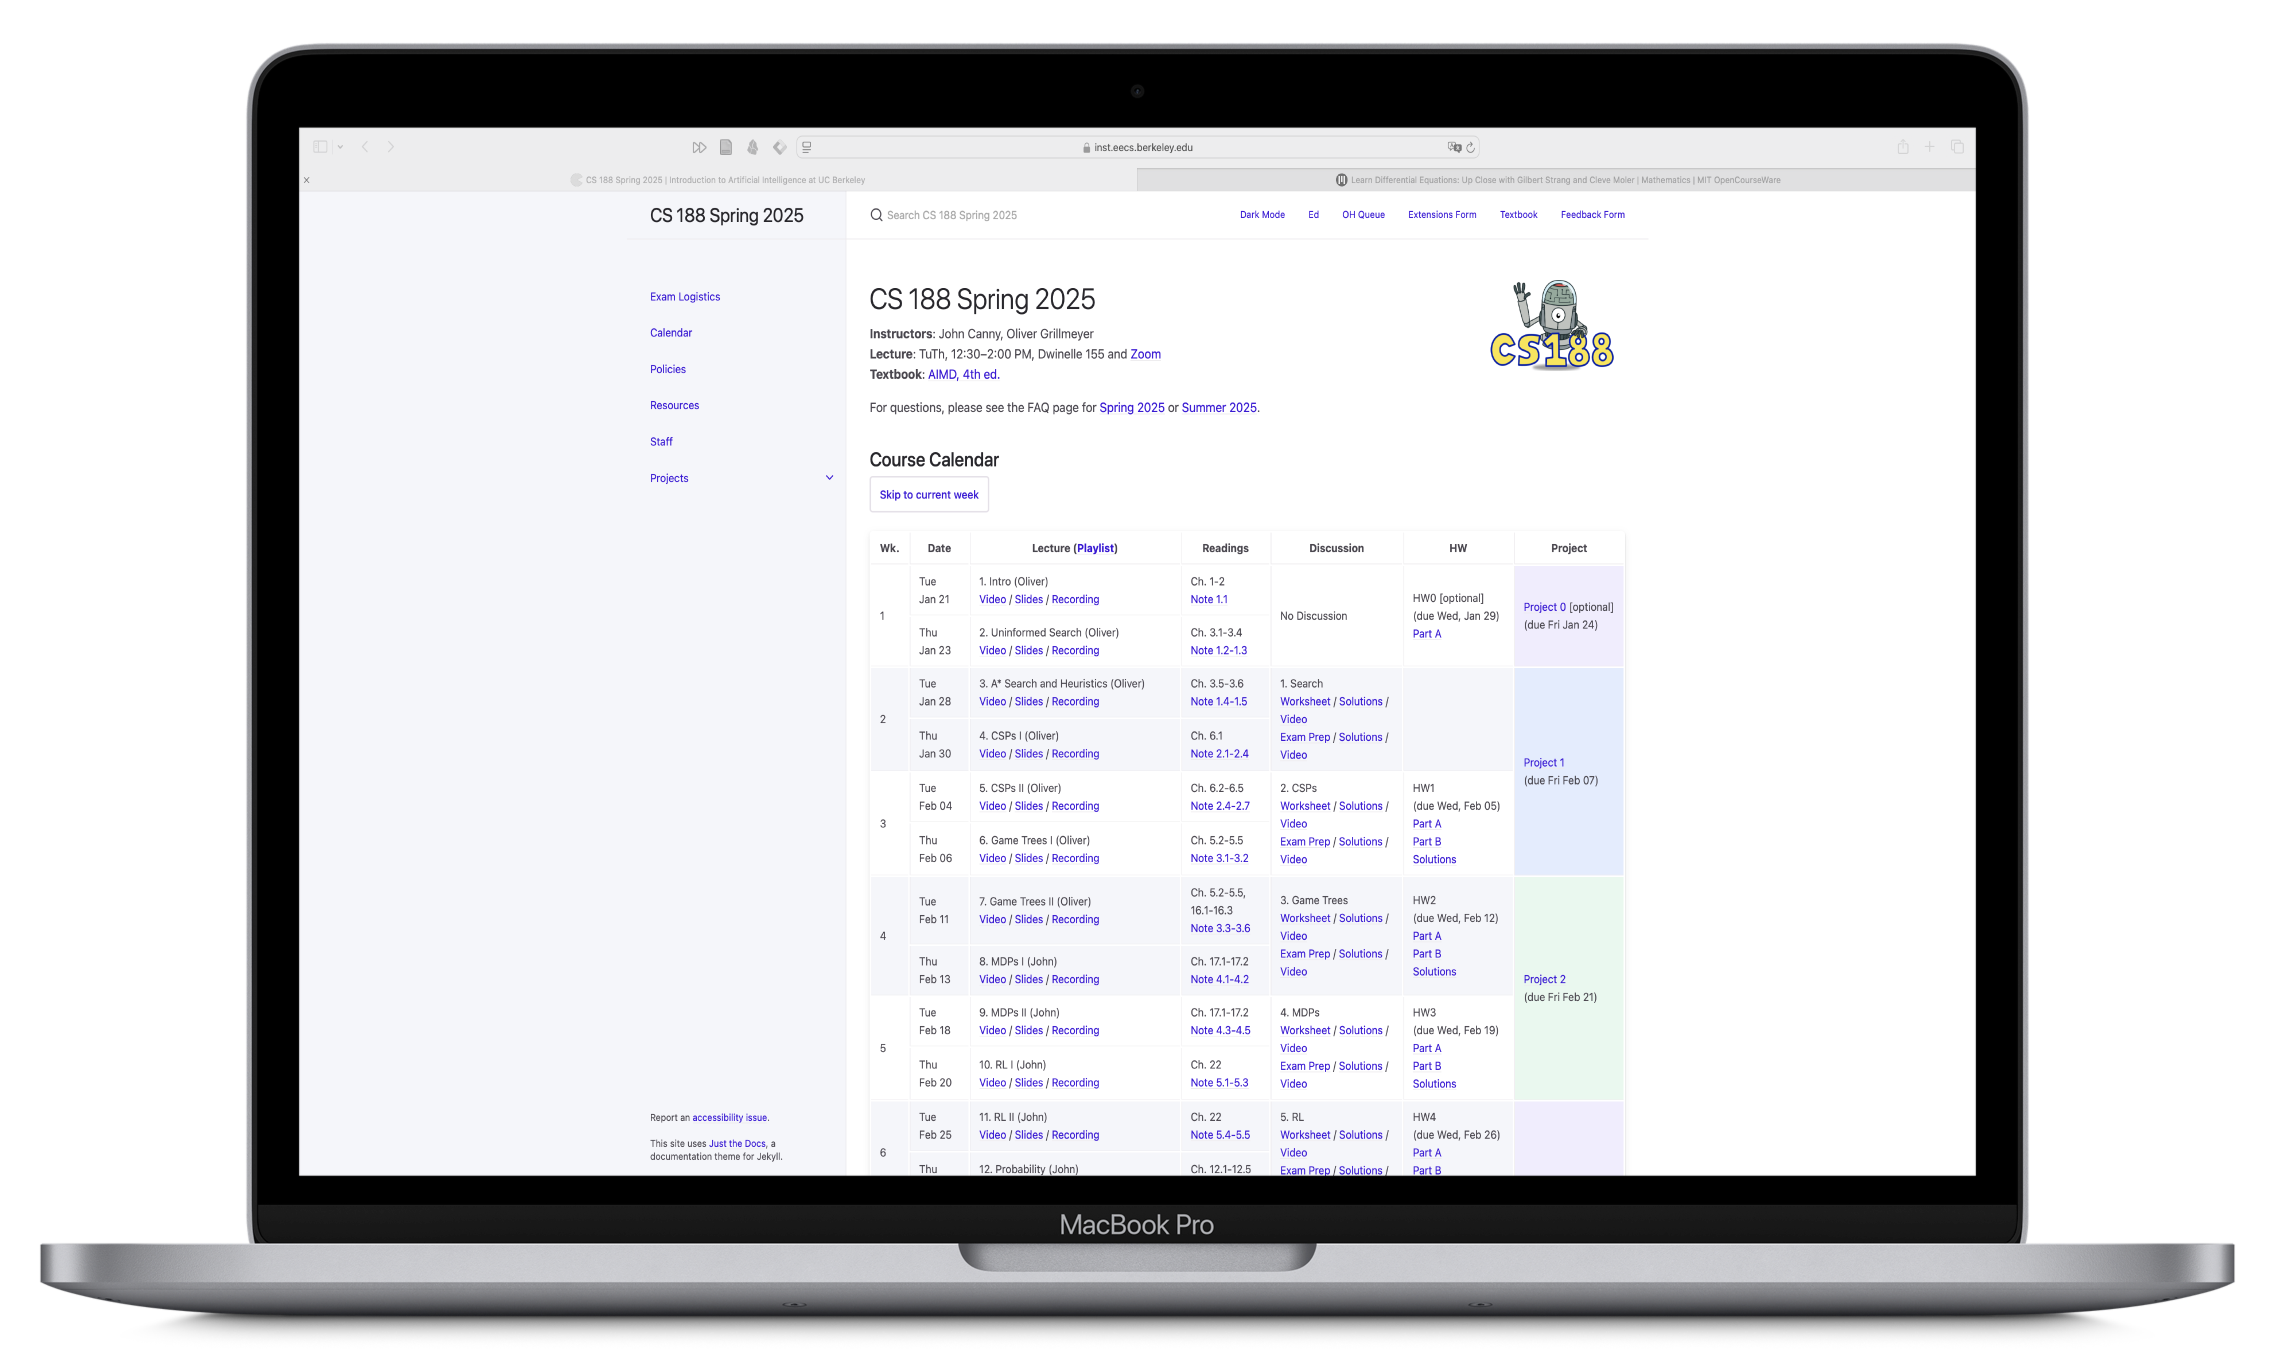 inst.eecs.berkeley.edu
CS 188 Spring 2025 | Introduction to Artificial Intelligence at UC Berkeley
Learn Differential Equations: Up Close with Gilbert Strang and Cleve Moler | Mathematics | MIT OpenCourseWare
CS 188 Spring 2025
Search CS 188 Spring 2025
Dark Mode
Ed
OH Queue
Extensions Form
Textbook
Feedback Form
Exam Logistics
Calendar
Policies
Resources
Staff
Projects
Report an accessibility issue.
This site uses Just the Docs, a
documentation theme for Jekyll.
CS 188 Spring 2025
Instructors: John Canny, Oliver Grillmeyer
Lecture: TuTh, 12:30–2:00 PM, Dwinelle 155 and Zoom
Textbook: AIMD, 4th ed.
For questions, please see the FAQ page for Spring 2025 or Summer 2025.
CS188
Course Calendar
Skip to current week
Wk. Date Lecture (Playlist) Readings Discussion HW Project
1
Tue
Jan 21
1. Intro (Oliver)
Video / Slides / Recording
Ch. 1-2
Note 1.1
Thu
Jan 23
2. Uninformed Search (Oliver)
Video / Slides / Recording
Ch. 3.1-3.4
Note 1.2-1.3
No Discussion
HW0 [optional]
(due Wed, Jan 29)
Part A
Project 0 [optional]
(due Fri Jan 24)
2
Tue
Jan 28
3. A* Search and Heuristics (Oliver)
Video / Slides / Recording
Ch. 3.5-3.6
Note 1.4-1.5
Thu
Jan 30
4. CSPs I (Oliver)
Video / Slides / Recording
Ch. 6.1
Note 2.1-2.4
1. Search
Worksheet / Solutions /
Video
Exam Prep / Solutions /
Video
Project 1
(due Fri Feb 07)
3
Tue
Feb 04
5. CSPs II (Oliver)
Video / Slides / Recording
Ch. 6.2-6.5
Note 2.4-2.7
Thu
Feb 06
6. Game Trees I (Oliver)
Video / Slides / Recording
Ch. 5.2-5.5
Note 3.1-3.2
2. CSPs
Worksheet / Solutions /
Video
Exam Prep / Solutions /
Video
HW1
(due Wed, Feb 05)
Part A
Part B
Solutions
4
Tue
Feb 11
7. Game Trees II (Oliver)
Video / Slides / Recording
Ch. 5.2-5.5,
16.1-16.3
Note 3.3-3.6
Thu
Feb 13
8. MDPs I (John)
Video / Slides / Recording
Ch. 17.1-17.2
Note 4.1-4.2
3. Game Trees
Worksheet / Solutions /
Video
Exam Prep / Solutions /
Video
HW2
(due Wed, Feb 12)
Part A
Part B
Solutions
Project 2
(due Fri Feb 21)
5
Tue
Feb 18
9. MDPs II (John)
Video / Slides / Recording
Ch. 17.1-17.2
Note 4.3-4.5
Thu
Feb 20
10. RL I (John)
Video / Slides / Recording
Ch. 22
Note 5.1-5.3
4. MDPs
Worksheet / Solutions /
Video
Exam Prep / Solutions /
Video
HW3
(due Wed, Feb 19)
Part A
Part B
Solutions
6
Tue
Feb 25
11. RL II (John)
Video / Slides / Recording
Ch. 22
Note 5.4-5.5
Thu
12. Probability (John)
Ch. 12.1-12.5
5. RL
Worksheet / Solutions /
Video
Exam Prep / Solutions /
HW4
(due Wed, Feb 26)
Part A
Part B
MacBook Pro